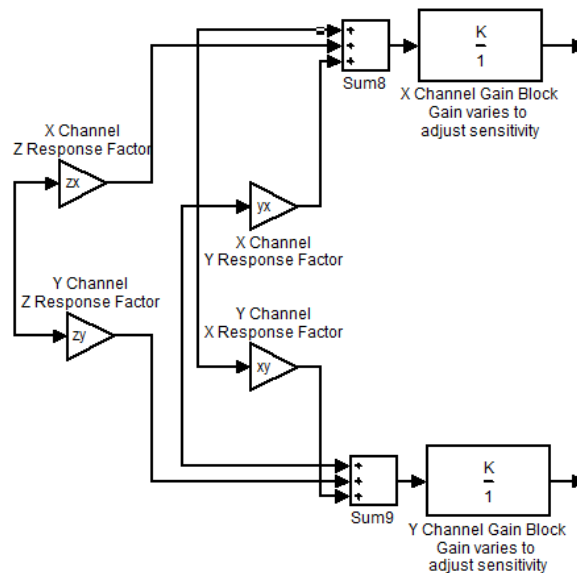 +
+
+
Sum8
K
1
X Channel Gain Block
Gain varies to
adjust sensitivity
X Channel
Z Response Factor
zx
yx
X Channel
Y Response Factor
Y Channel
Z Response Factor
zy
Y Channel
X Response Factor
xy
+
+
+
Sum9
K
1
Y Channel Gain Block
Gain varies to
adjust sensitivity